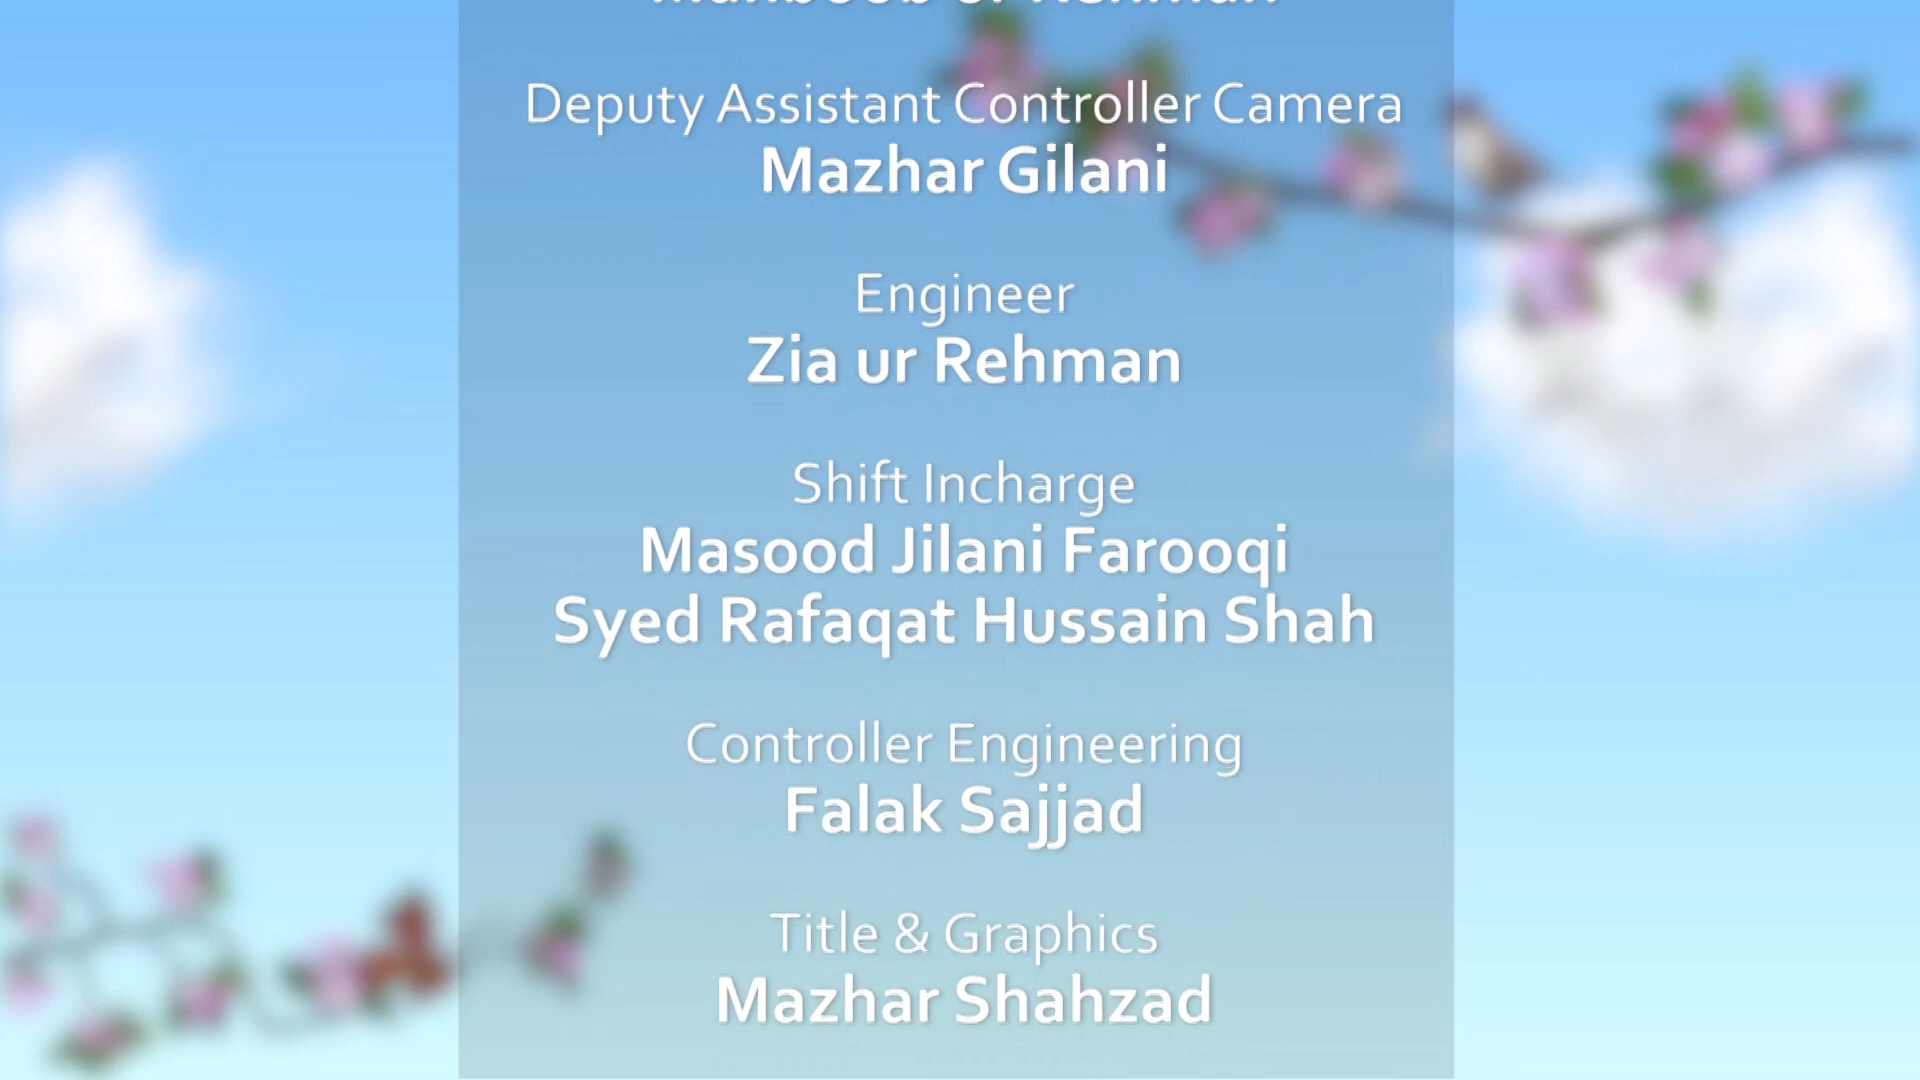 Deputy Assistant Controller Camera
Mazhar Gilani
Engineer
Zia ur Rehman
Shift Incharge
Masood Jilani Farooqi
Syed Rafaqat Hussain Shah
Controller Engineering
Falak Sajjad
Title & Graphics
Mazhar Shahzad